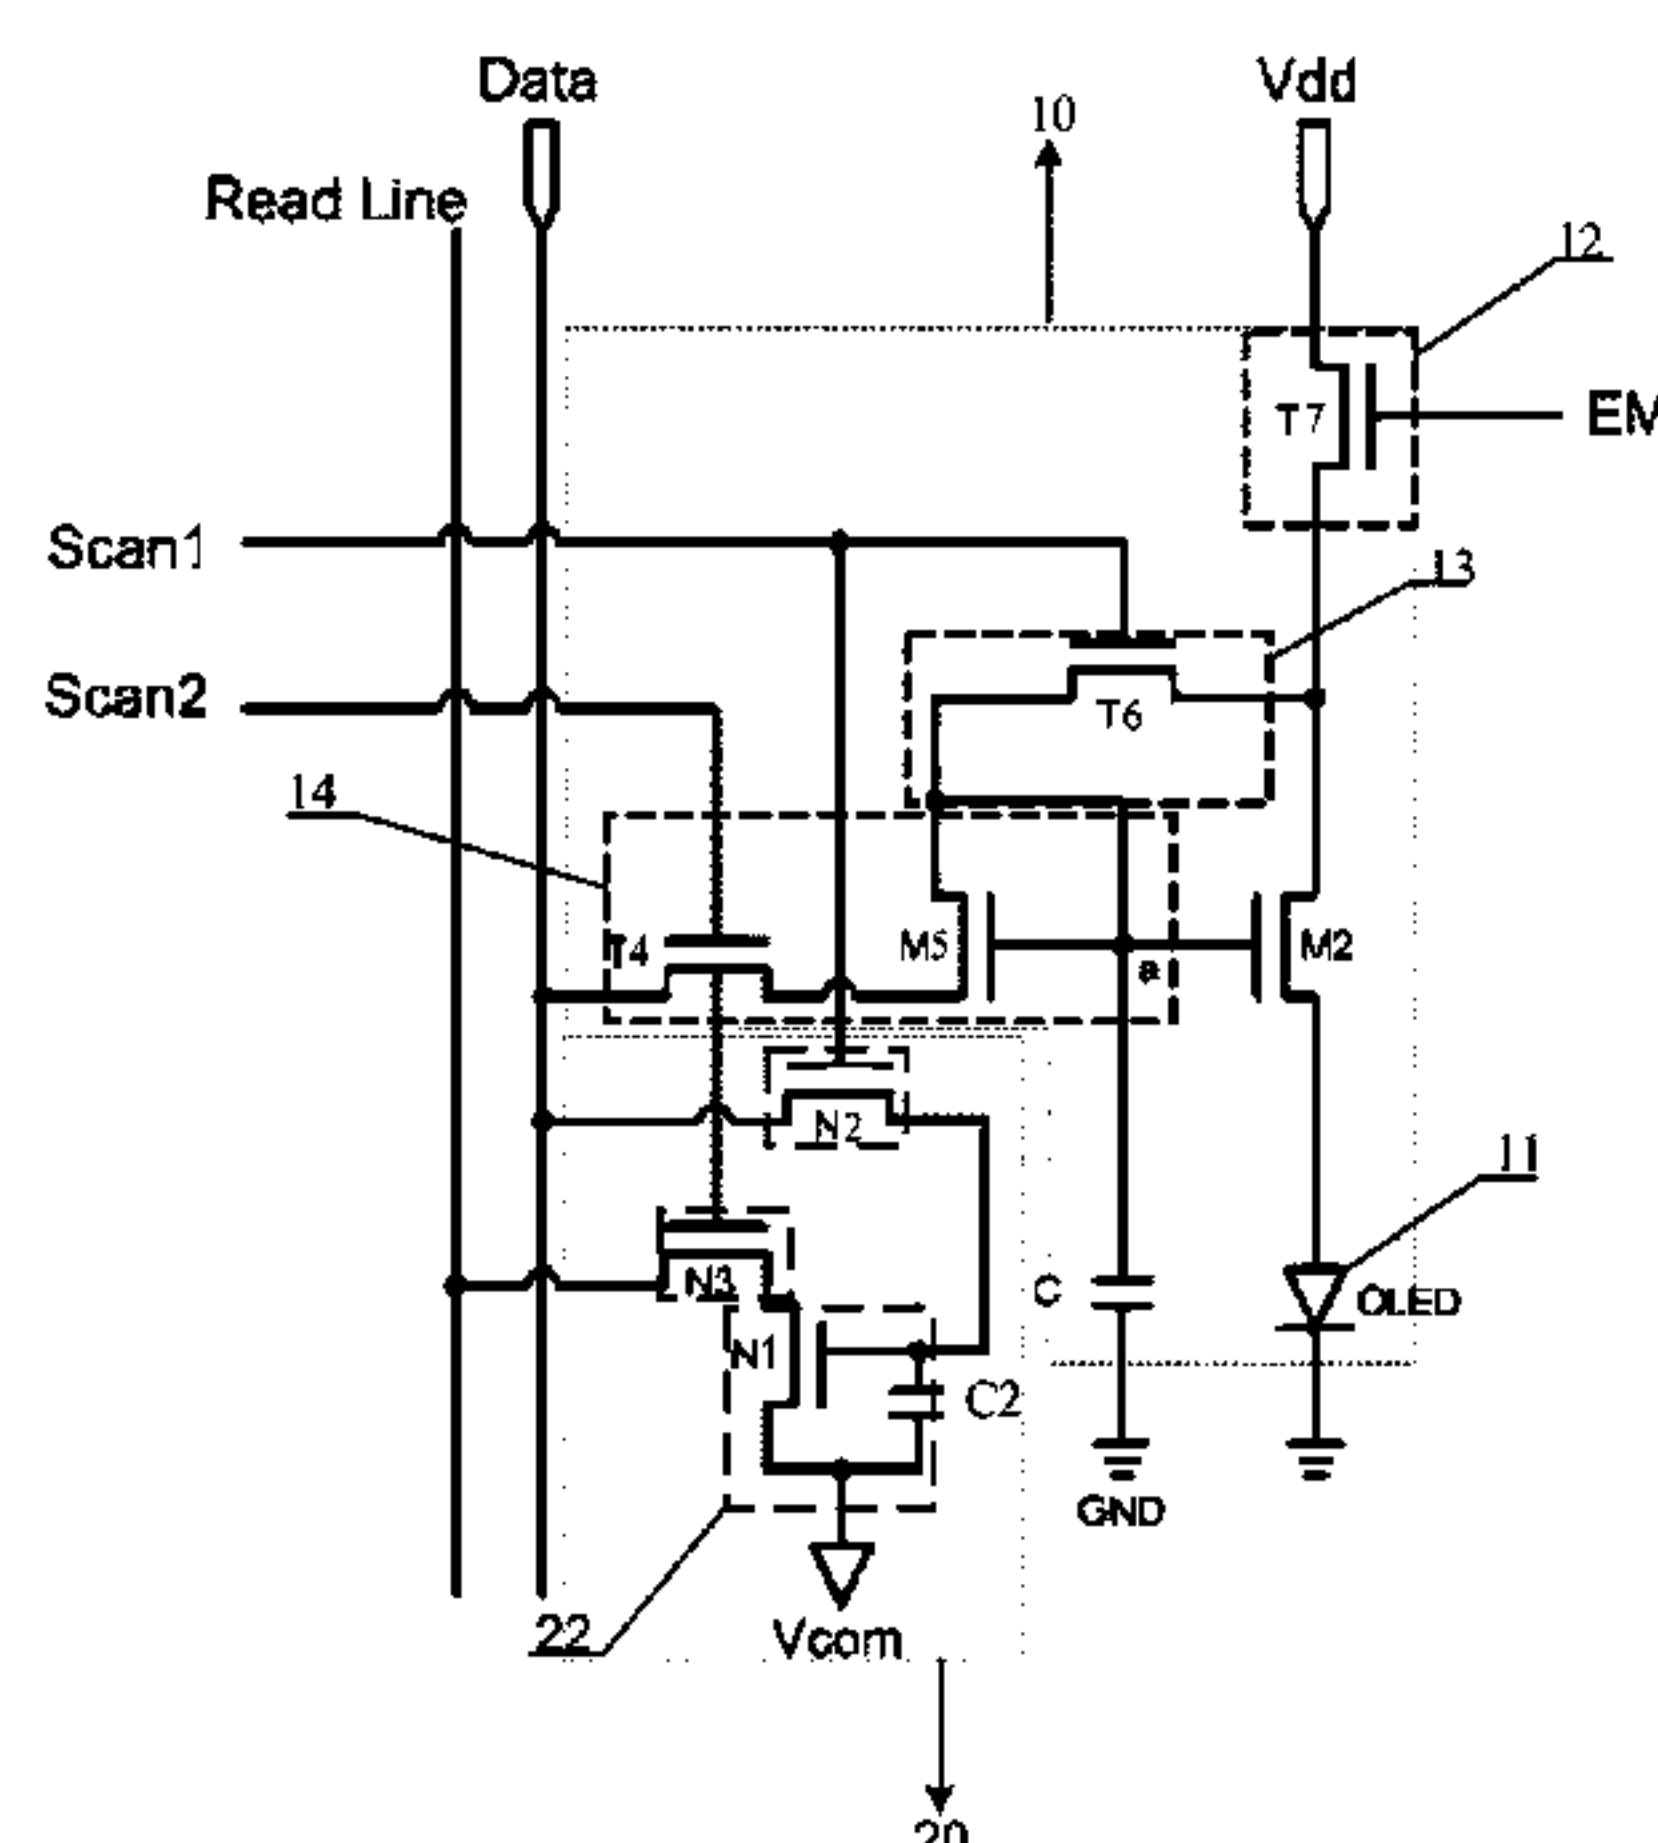 Data
Vdd
10
Read Line
12
T7
EM
Scan1
13
Scan2
T6
14
T4
M5
M2
a
N2
11
N3
C
OLED
N1
C2
GND
22
Vcom
20